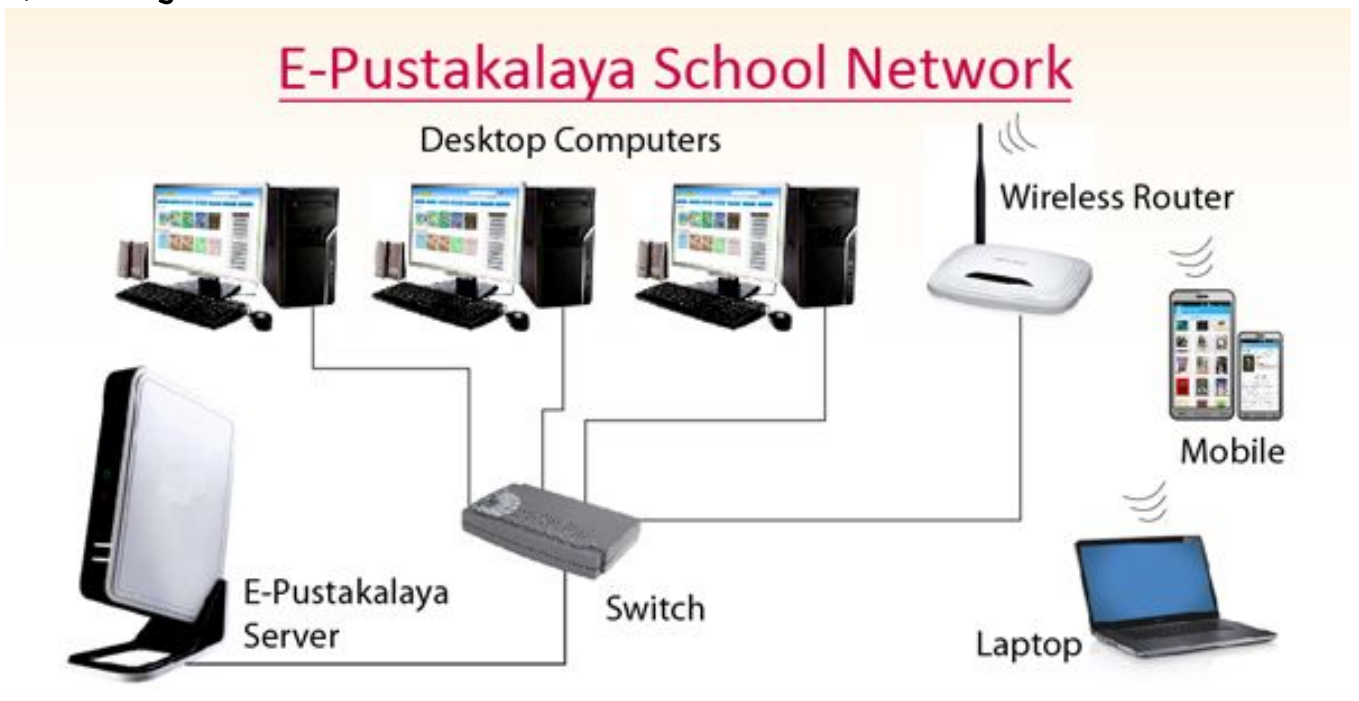 E-Pustakalaya School Network
Desktop Computers
Wireless Router
Mobile
E-Pustakalaya
Server
Switch
Laptop